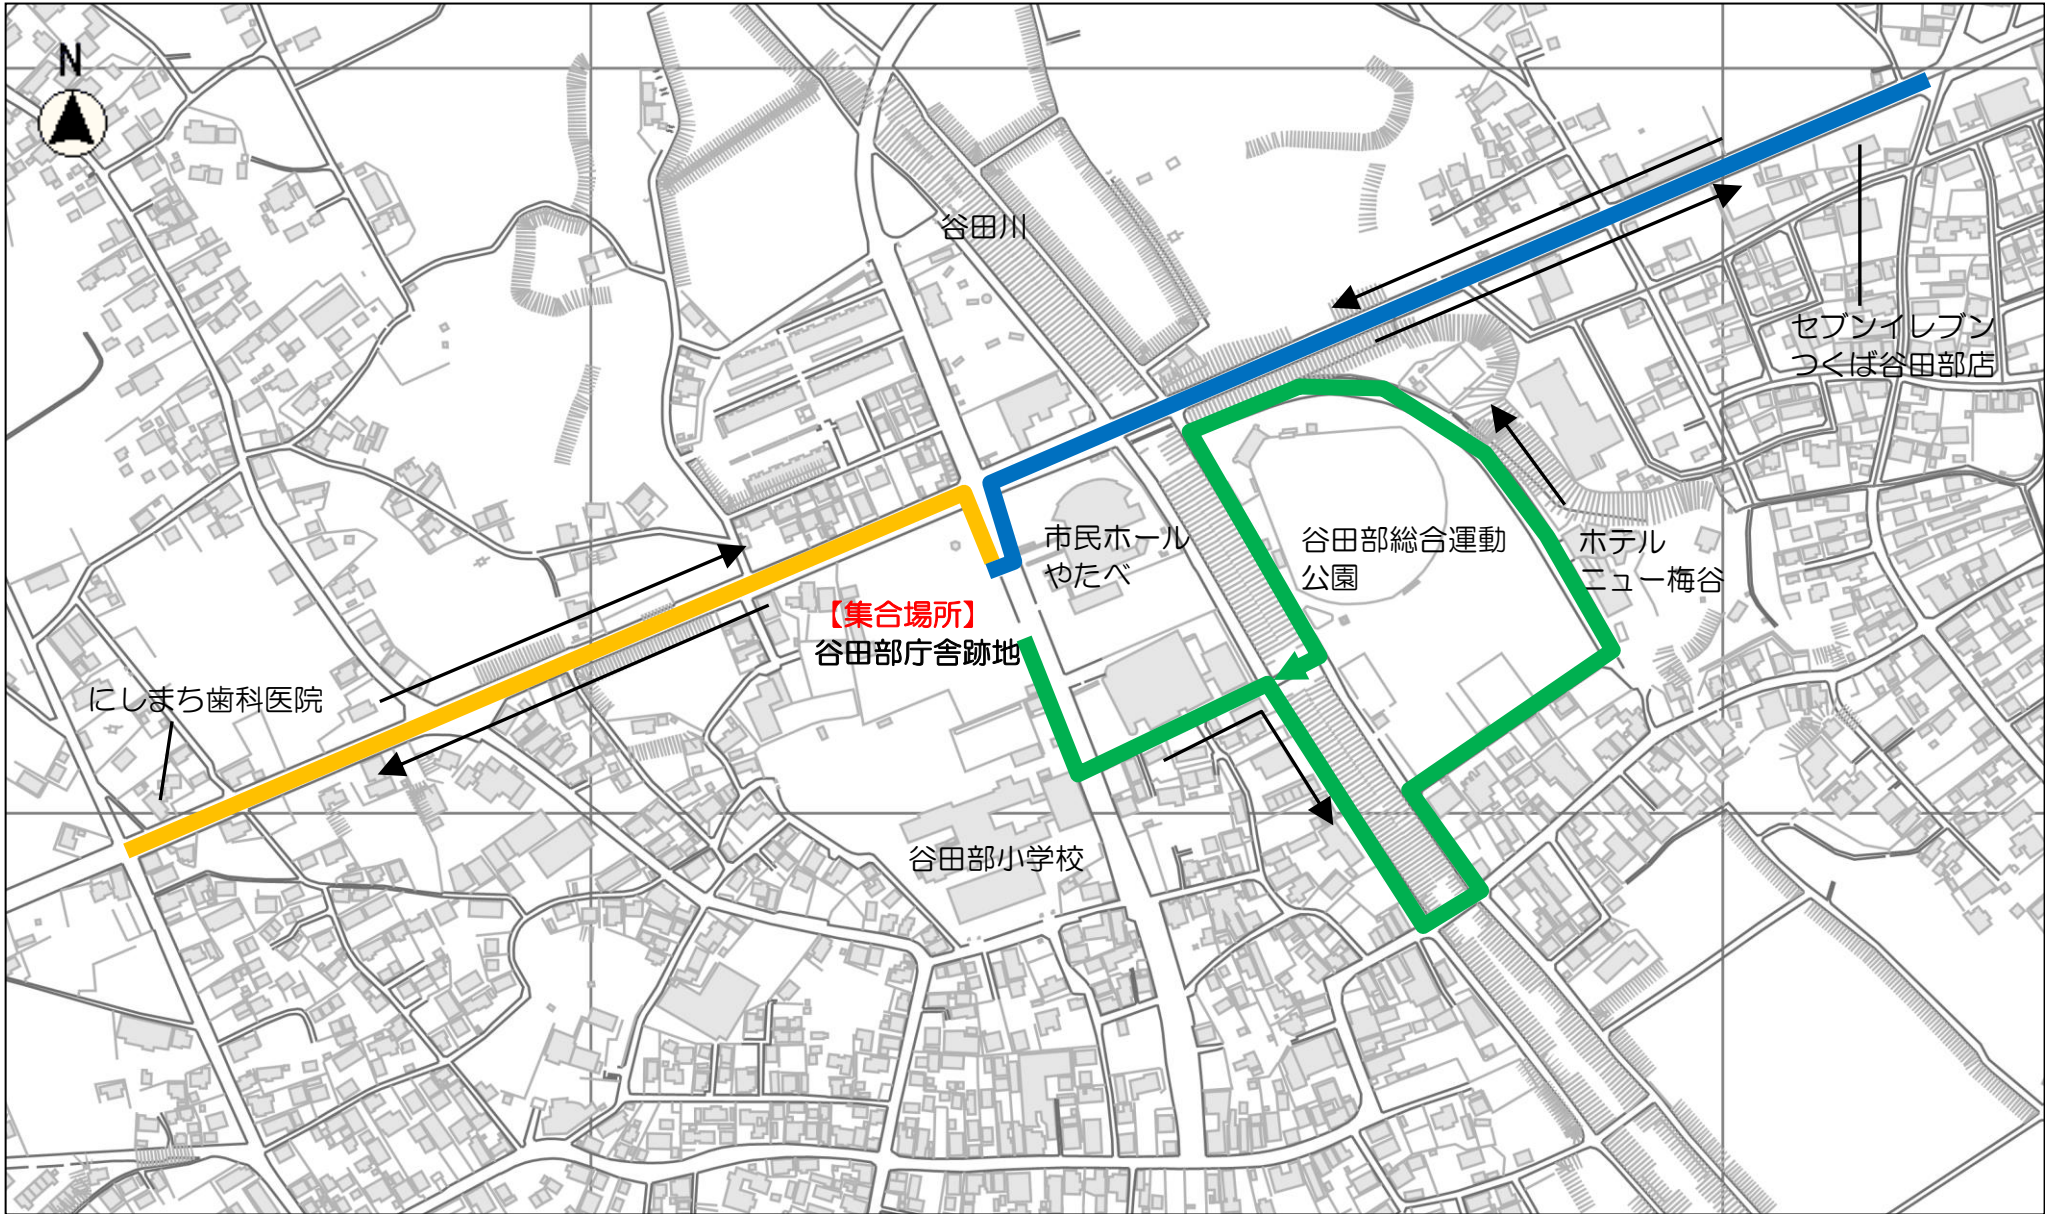 N
谷田川
セブンイレブン
つくば谷田部店
市民ホール
やたべ
谷田部総合運動
公園
ホテル
ニュー梅谷
【集合場所】
谷田部庁舎跡地
にしまち歯科医院
谷田部小学校